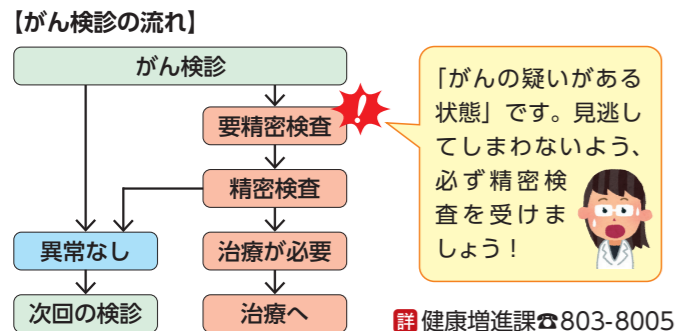 【がん検診の流れ】
がん検診
要精密検査
!
精密検査
異常なし
治療が必要
次回の検診
治療へ
「がんの疑いがある
状態」です。見逃し
てしまわないよう、
必ず精密検
査を受けま
しょう！
詳健康増進課☎803-8005